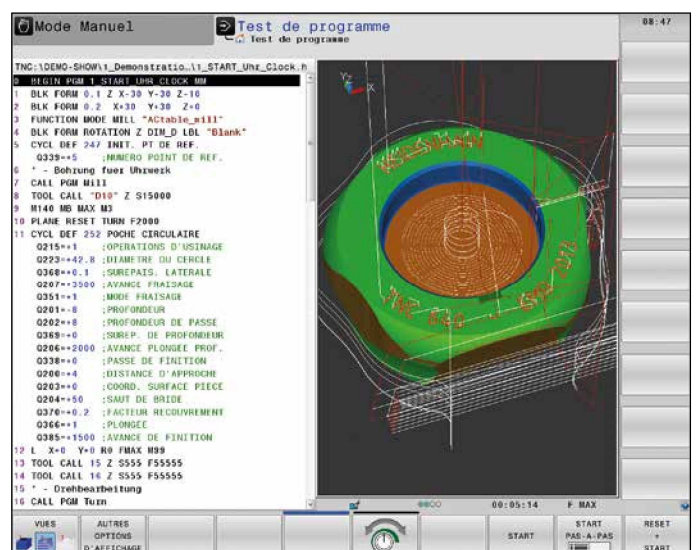 Mode Manuel
Test de programme
Test de programme
08:47
TNC:\DEMO-SHOW\1_Demonstratio…\1_START_Uhr_Clock.h
0 BEGIN PGM 1_START_UHR_CLOCK MM
1 BLK FORM 0.1 Z X-30 Y-30 Z-10
2 BLK FORM 0.2 X+30 Y+30 Z+0
3 FUNCTION MODE MILL "ACtable_mill"
4 BLK FORM ROTATION Z DIM_D LBL "Blank"
5 CYCL DEF 247 INIT. PT DE REF.
Q339=+5 ;NUMERO POINT DE REF.
6 * - Bohrung fuer Uhrwerk
7 CALL PGM Mill
8 TOOL CALL "D10" Z S15000
9 M140 MB MAX M3
10 PLANE RESET TURN F2000
11 CYCL DEF 252 POCHE CIRCULAIRE
Q215=+1 ;OPERATIONS D'USINAGE
Q223=+42.8 ;DIAMETRE DU CERCLE
Q368=+0.1 ;SUREPAIS. LATERALE
Q207=+3500 ;AVANCE FRAISAGE
Q351=+1 ;MODE FRAISAGE
Q201=-8 ;PROFONDEUR
Q202=+8 ;PROFONDEUR DE PASSE
Q369=+0 ;SUREP. DE PROFONDEUR
Q206=+2000 ;AVANCE PLONGEE PROF.
Q338=+0 ;PASSE DE FINITION
Q200=+4 ;DISTANCE D'APPROCHE
Q203=+0 ;COORD. SURFACE PIECE
Q204=+50 ;SAUT DE BRIDE
Q370=+0.2 ;FACTEUR RECOUVREMENT
Q366=+1 ;PLONGEE
Q385=+1500 ;AVANCE DE FINITION
12 L X+0 Y+0 R0 FMAX M99
13 TOOL CALL 15 Z S555 F55555
14 TOOL CALL 16 Z S555 F55555
15 * - Drehbearbeitung
16 CALL PGM Turn
Y Z X
HEIDENHAIN
TNC 640 - EMO 2013
00:05:14 F MAX
VUES
AUTRES
OPTIONS
D'AFFICHAGE
START
START
PAS-A-PAS
RESET
+
START